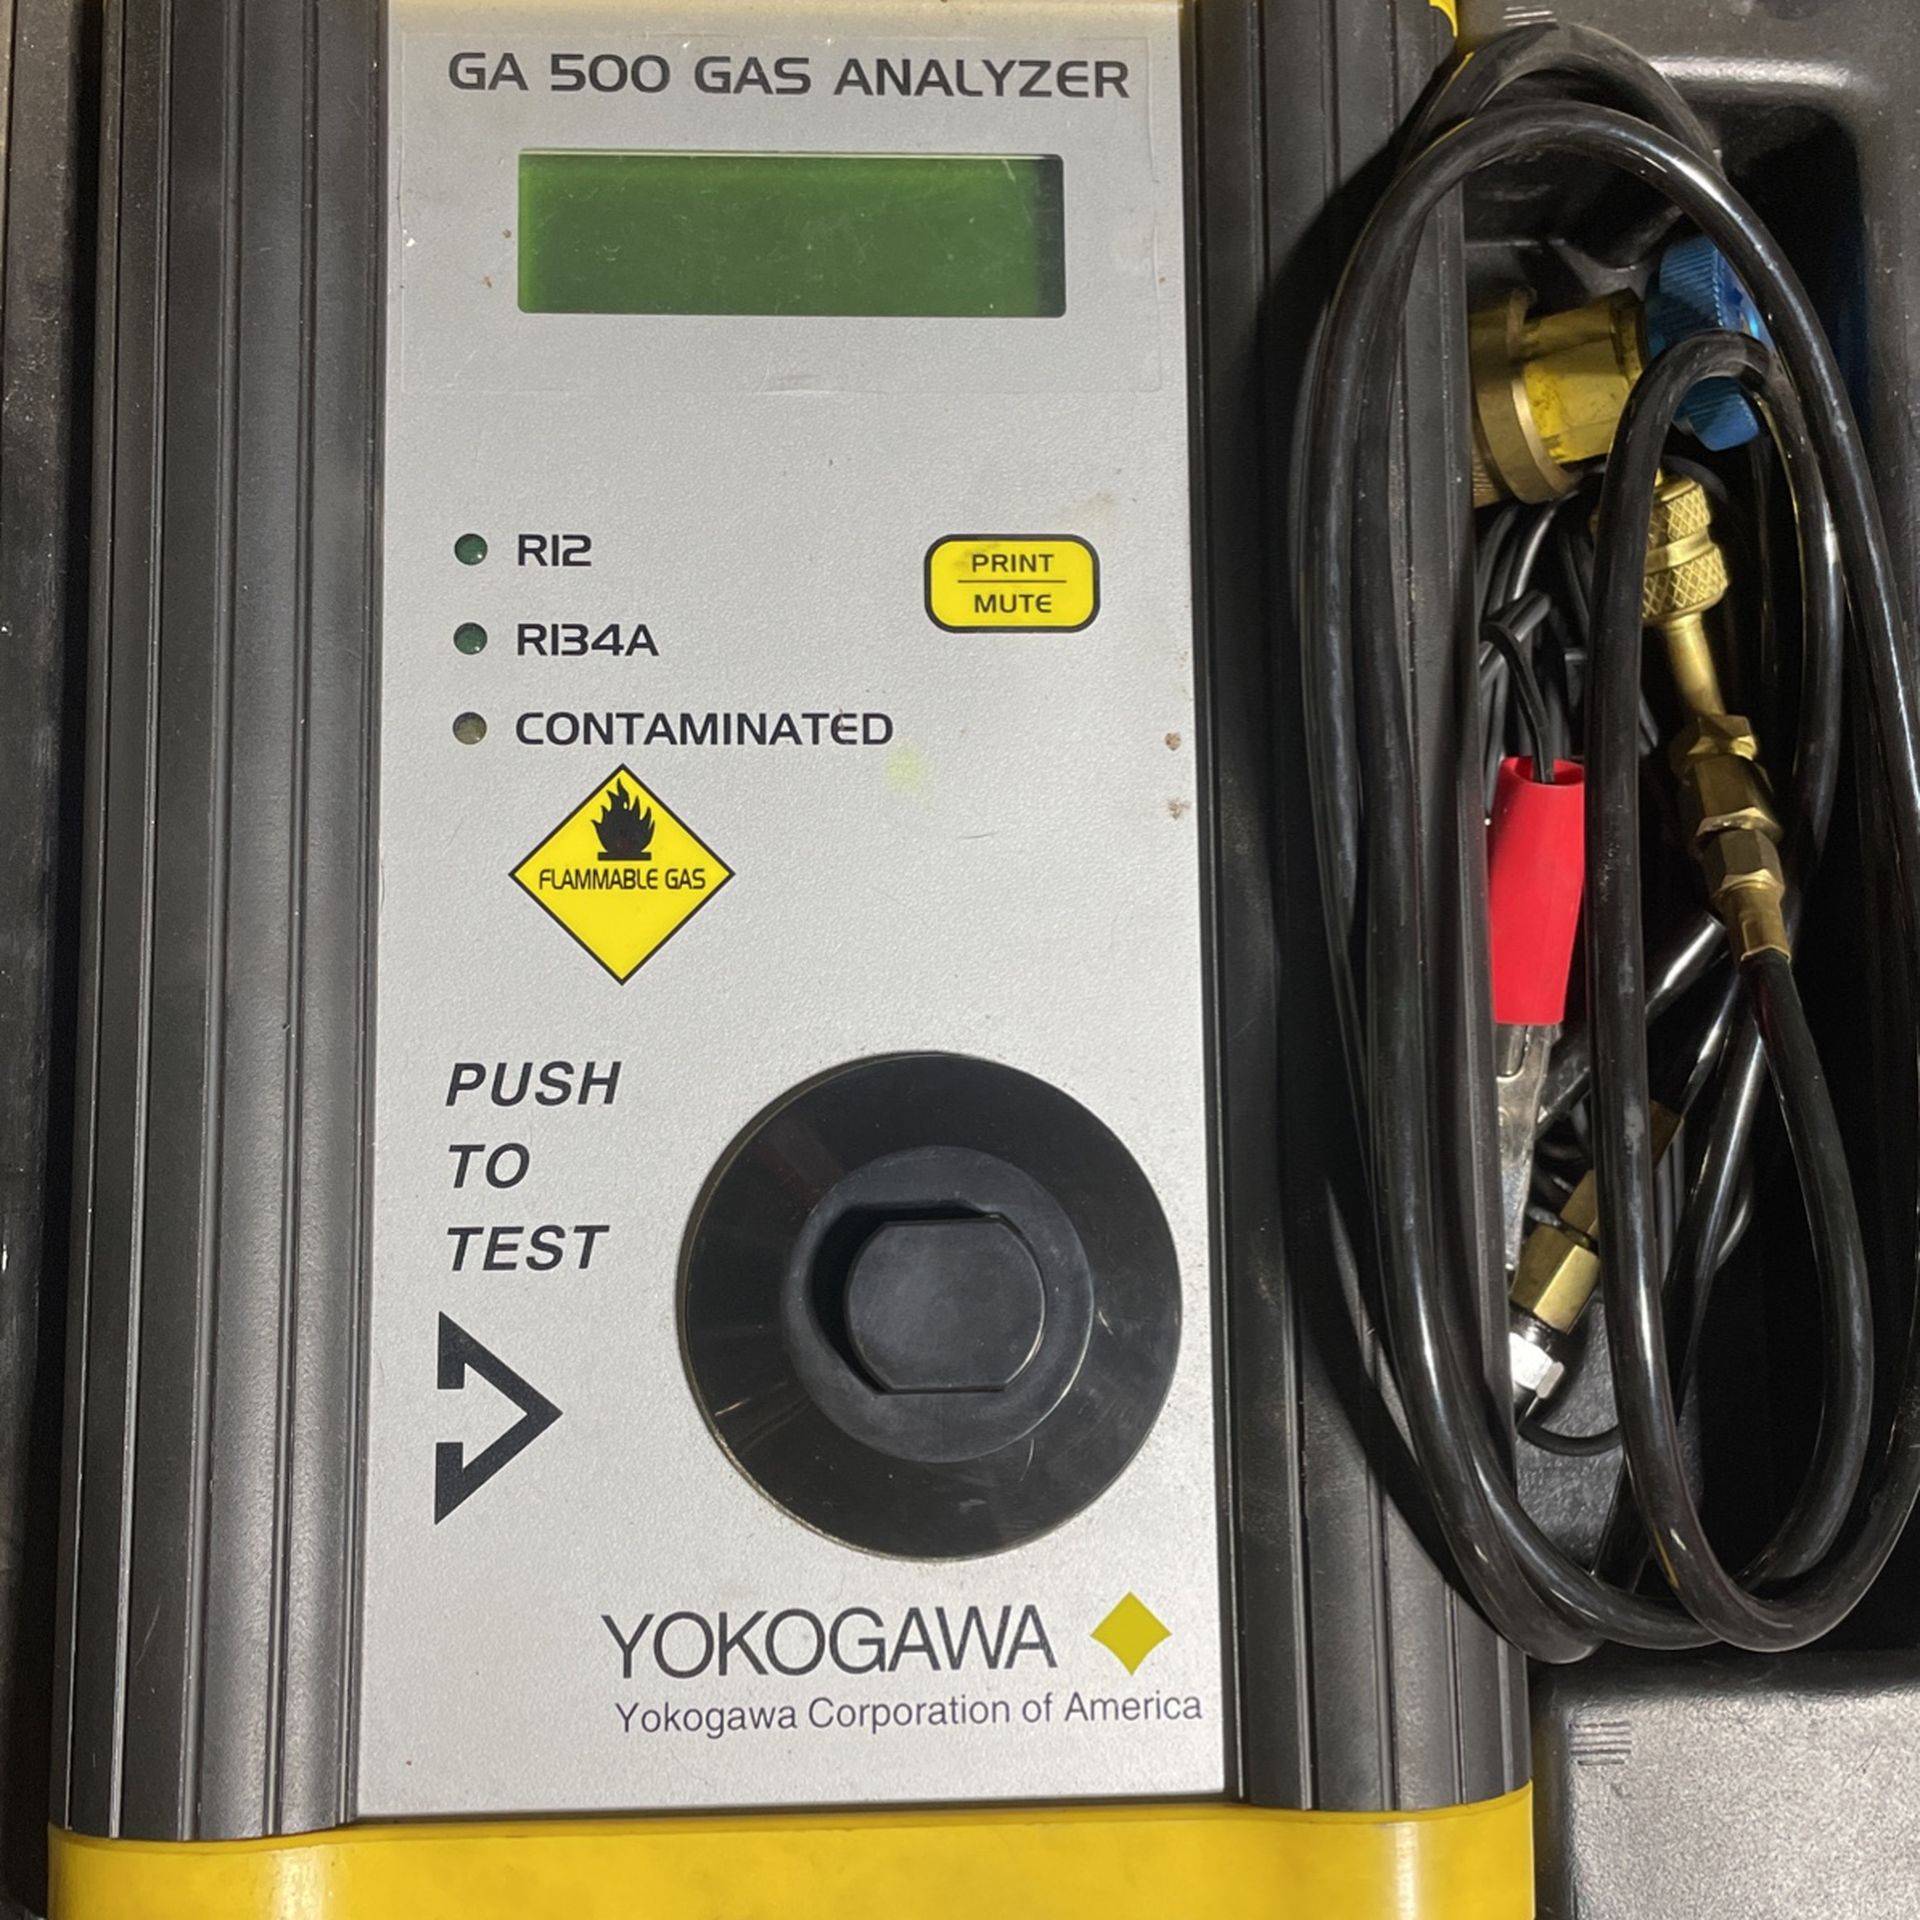 GA 500 GAS ANALYZER
R12
R134A
CONTAMINATED
PRINT
MUTE
FLAMMABLE GAS
PUSH
TO
TEST
YOKOGAWA
Yokogawa Corporation of America